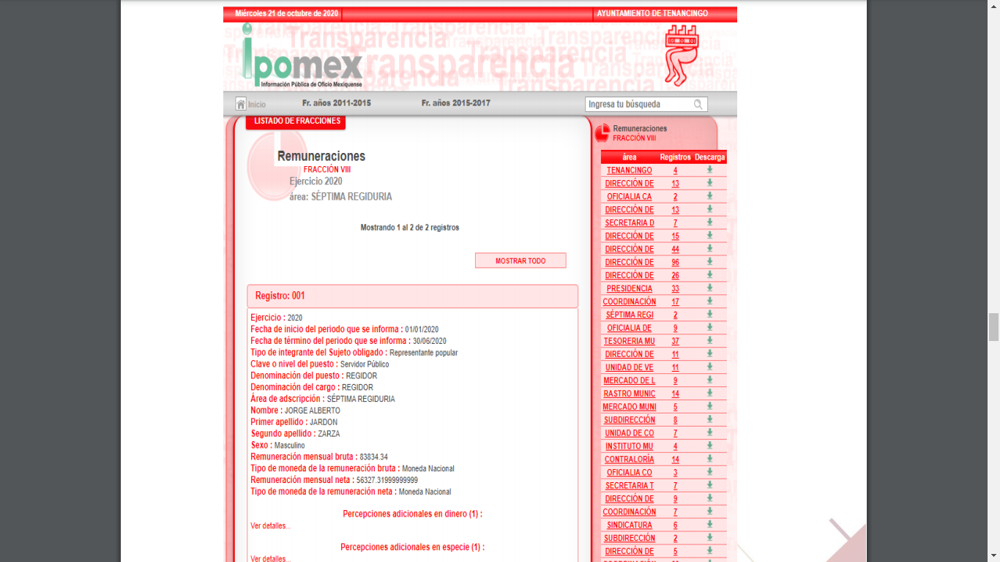 Miércoles 21 de octubre de 2020
AYUNTAMIENTO DE TENANCINGO
ipomex
Información Pública de Oficio Mexiquense
Transparencia
Transparencia
Transparencia
Transparencia
Inicio
Fr. años 2011-2015
Fr. años 2015-2017
Ingresa tu búsqueda
LISTADO DE FRACCIONES
Remuneraciones
FRACCIÓN VIII
Ejercicio 2020
área: SÉPTIMA REGIDURIA
Mostrando 1 al 2 de 2 registros
MOSTRAR TODO
Registro: 001
Ejercicio : 2020
Fecha de inicio del periodo que se informa : 01/01/2020
Fecha de término del periodo que se informa : 30/06/2020
Tipo de integrante del Sujeto obligado : Representante popular
Clave o nivel del puesto : Servidor Público
Denominación del puesto : REGIDOR
Denominación del cargo : REGIDOR
Área de adscripción : SÉPTIMA REGIDURIA
Nombre : JORGE ALBERTO
Primer apellido : JARDON
Segundo apellido : ZARZA
Sexo : Masculino
Remuneración mensual bruta : 83834.34
Tipo de moneda de la remuneración bruta : Moneda Nacional
Remuneración mensual neta : 56327.31999999999
Tipo de moneda de la remuneración neta : Moneda Nacional
Percepciones adicionales en dinero (1) :
Ver detalles...
Percepciones adicionales en especie (1) :
Ver detalles...
Remuneraciones
FRACCIÓN VIII
área Registros Descarga
TENANCINGO 4
DIRECCIÓN DE 13
OFICIALIA CA 2
DIRECCIÓN DE 13
SECRETARIA D 7
DIRECCIÓN DE 15
DIRECCIÓN DE 44
DIRECCIÓN DE 96
DIRECCIÓN DE 26
PRESIDENCIA 33
COORDINACIÓN 17
SÉPTIMA REGI 2
OFICIALIA DE 9
TESORERIA MU 37
DIRECCIÓN DE 11
UNIDAD DE VE 11
MERCADO DE L 9
RASTRO MUNIC 14
MERCADO MUNI 5
SUBDIRECCIÓN 8
UNIDAD DE CO 7
INSTITUTO MU 4
CONTRALORÍA 14
OFICIALIA CO 3
SECRETARIA T 7
DIRECCIÓN DE 9
COORDINACIÓN 7
SINDICATURA 6
SUBDIRECCIÓN 2
DIRECCIÓN DE 5